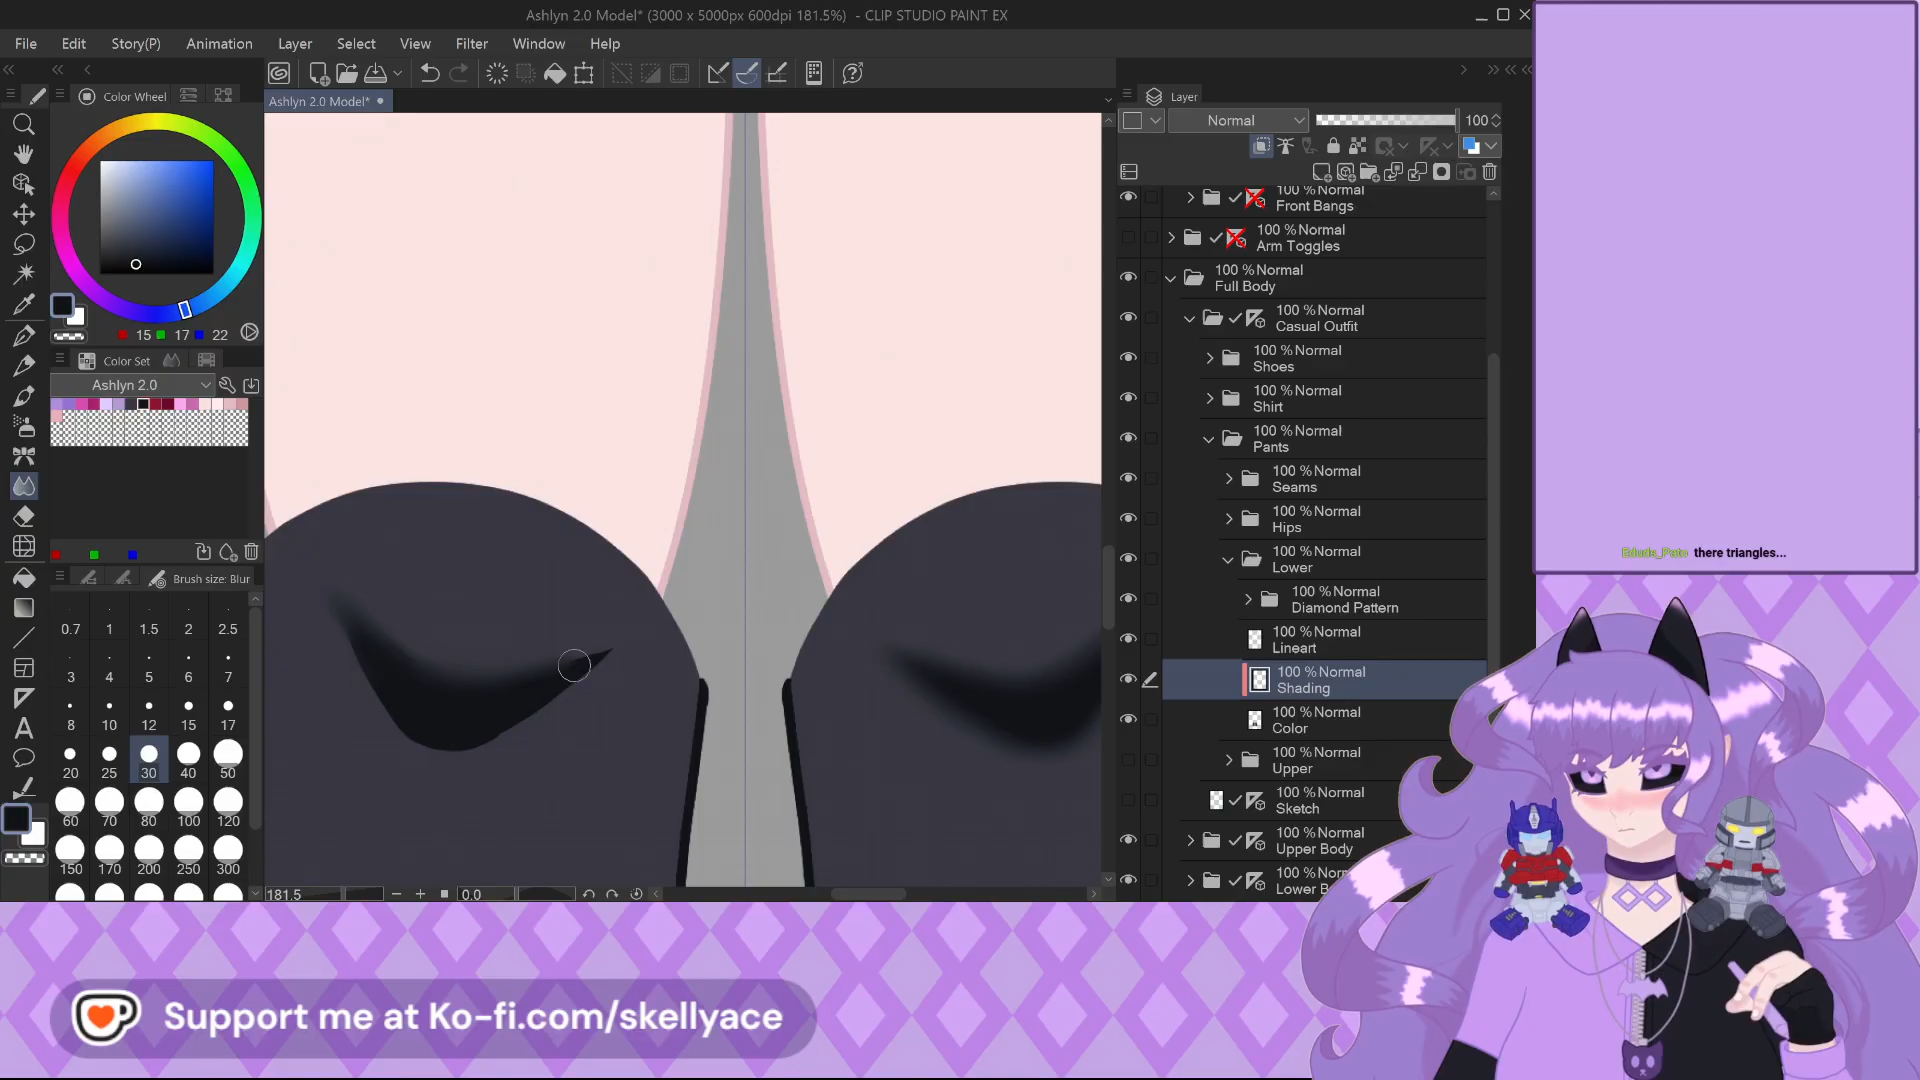 Ashlyn 2.0 Model* (3000 x 5000px 600dpi 181.5%) - CLIP STUDIO PAINT EX
File Edit Story(P) Animation Layer Select View Filter Window Help
Color Wheel
Ashlyn 2.0 Model*
Layer
Normal 100
100 % Normal
Front Bangs
100 % Normal
Arm Toggles
100 % Normal
Full Body
100 % Normal
Casual Outfit
100 % Normal
Shoes
100 % Normal
Shirt
100 % Normal
Pants
100 % Normal
Seams
100 % Normal
Hips
100 % Normal
Lower
100 % Normal
Diamond Pattern
100 % Normal
Lineart
100 % Normal
Shading
100 % Normal
Color
100 % Normal
Upper
100 % Normal
Sketch
100 % Normal
Upper Body
100 % Normal
Lower B
15 17 22
Color Set
Ashlyn 2.0
Brush size: Blur
0.7 1 1.5 2 2.5
3 4 5 6 7
8 10 12 15 17
20 25 30 40 50
60 70 80 100 120
150 170 200 250 300
181.5 0.0
there triangles...
Support me at Ko-fi.com/skellyace